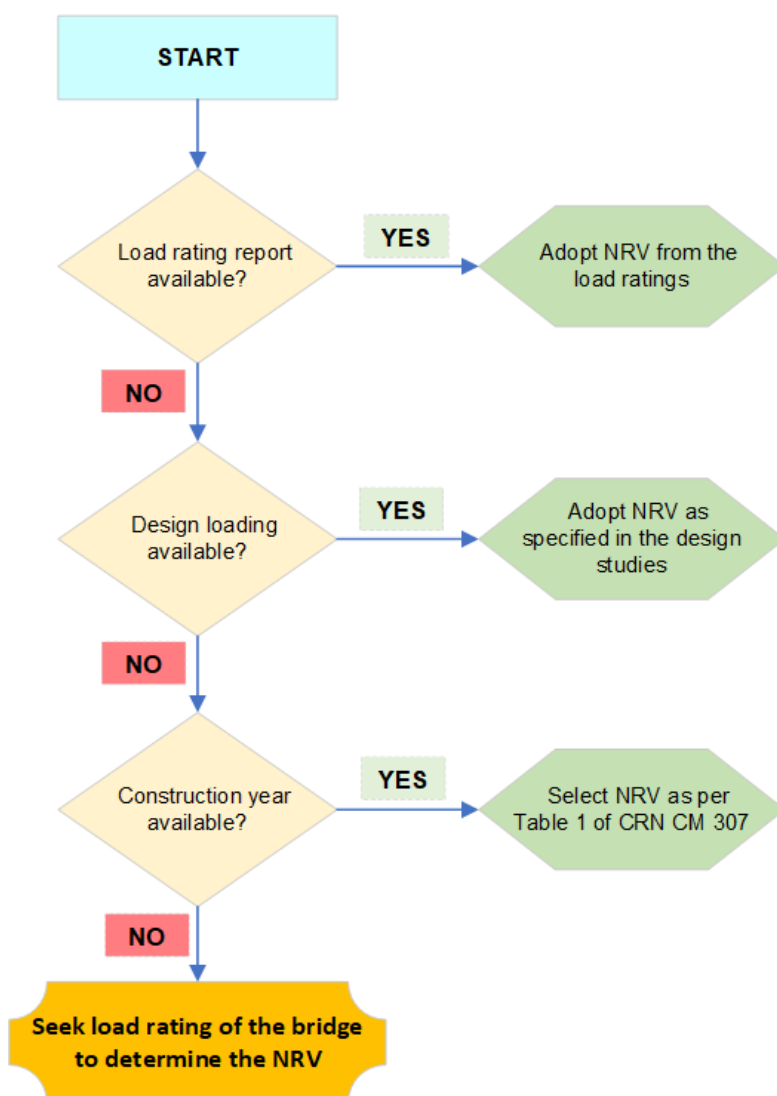 START
Load rating report
available?
YES
Adopt NRV from the
load ratings
NO
Design loading
available?
YES
Adopt NRV as
specified in the design
studies
NO
Construction year
available?
YES
Select NRV as per
Table 1 of CRN CM 307
NO
Seek load rating of the bridge
to determine the NRV